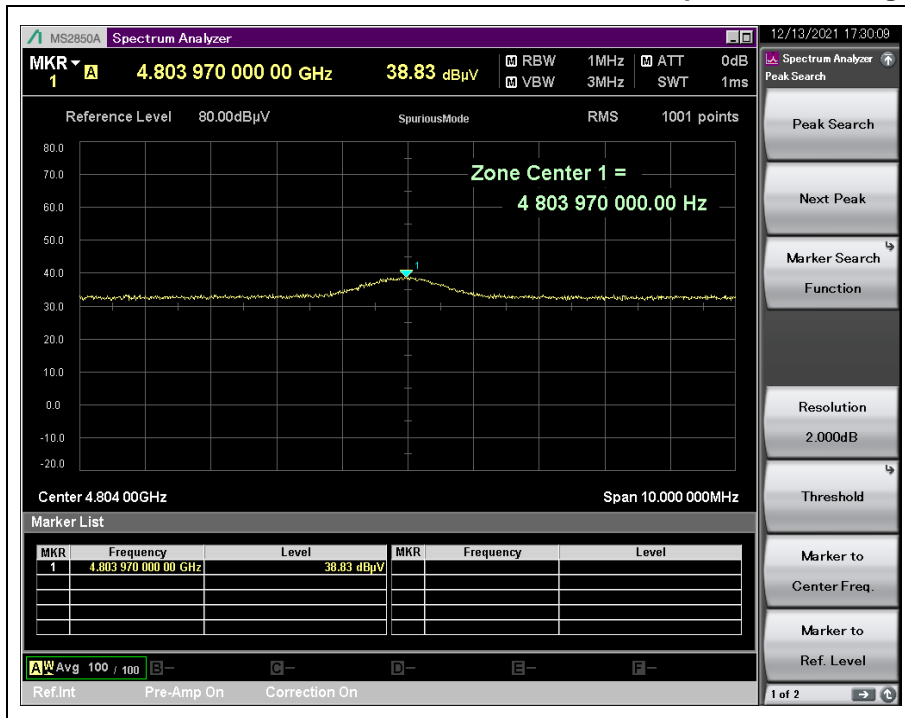 MS2850A Spectrum Analyzer
12/13/2021 17:30:09
MKR 1 A 4.803 970 000 00 GHz 38.83 dBµV
M RBW 1MHz M ATT 0dB
M VBW 3MHz SWT 1ms
Spectrum Analyzer
Peak Search
Reference Level 80.00dBµV SpuriousMode RMS 1001 points
80.0
70.0
60.0
50.0
40.0
30.0
20.0
10.0
0.0
-10.0
-20.0
Zone Center 1 =
4 803 970 000.00 Hz
1
Center 4.804 00GHz Span 10.000 000MHz
Marker List
MKR Frequency Level MKR Frequency Level
1 4.803 970 000 00 GHz 38.83 dBµV
A W Avg 100 / 100 B- C- D- E- F-
Ref.Int Pre-Amp On Correction On
Peak Search
Next Peak
Marker Search
Function
Resolution
2.000dB
Threshold
Marker to
Center Freq.
Marker to
Ref. Level
1 of 2